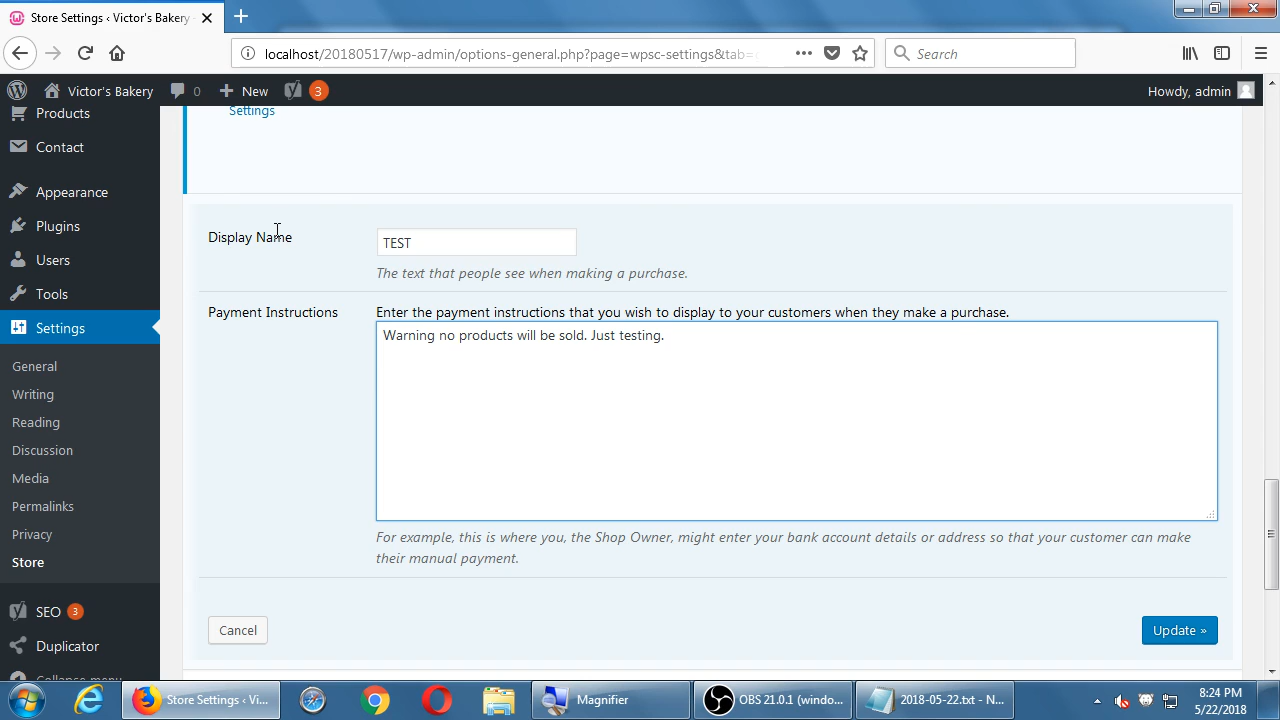 Store Settings ‹ Victor's Bakery
localhost/20180517/wp-admin/options-general.php?page=wpsc-settings&tab=
Search
Victor's Bakery
0
New
3
Howdy, admin
Products
Contact
Appearance
Plugins
Users
Tools
Settings
General
Writing
Reading
Discussion
Media
Permalinks
Privacy
Store
SEO 3
Duplicator
Collapse menu
Settings
Display Name
TEST
The text that people see when making a purchase.
Payment Instructions
Enter the payment instructions that you wish to display to your customers when they make a purchase.
Warning no products will be sold. Just testing.
For example, this is where you, the Shop Owner, might enter your bank account details or address so that your customer can make
their manual payment.
Cancel
Update »
Store Settings ‹ Vi...
Magnifier
OBS 21.0.1 (windo...
2018-05-22.txt - N...
8:24 PM
5/22/2018